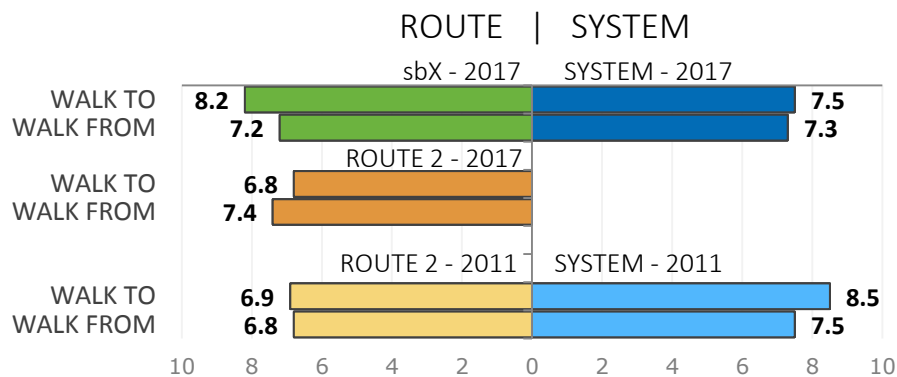 ROUTE | SYSTEM
sbX - 2017 SYSTEM - 2017
WALK TO 8.2 7.5
WALK FROM 7.2 7.3
ROUTE 2 - 2017
WALK TO 6.8
WALK FROM 7.4
ROUTE 2 - 2011 SYSTEM - 2011
WALK TO 6.9 8.5
WALK FROM 6.8 7.5
10 8 6 4 2 0 2 4 6 8 10